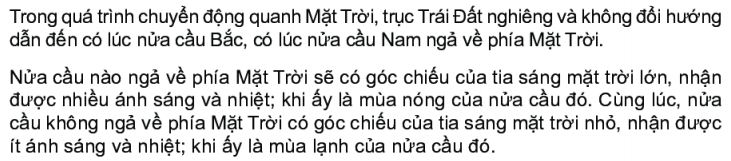 Trong quá trình chuyển động quanh Mặt Trời, trục Trái Đất nghiêng và không đổi hướng
dẫn đến có lúc nửa cầu Bắc, có lúc nửa cầu Nam ngả về phía Mặt Trời.
Nửa cầu nào ngả về phía Mặt Trời sẽ có góc chiếu của tia sáng mặt trời lớn, nhận
được nhiều ánh sáng và nhiệt; khi ấy là mùa nóng của nửa cầu đó. Cùng lúc, nửa
cầu không ngả về phía Mặt Trời có góc chiếu của tia sáng mặt trời nhỏ, nhận được
ít ánh sáng và nhiệt; khi ấy là mùa lạnh của nửa cầu đó.